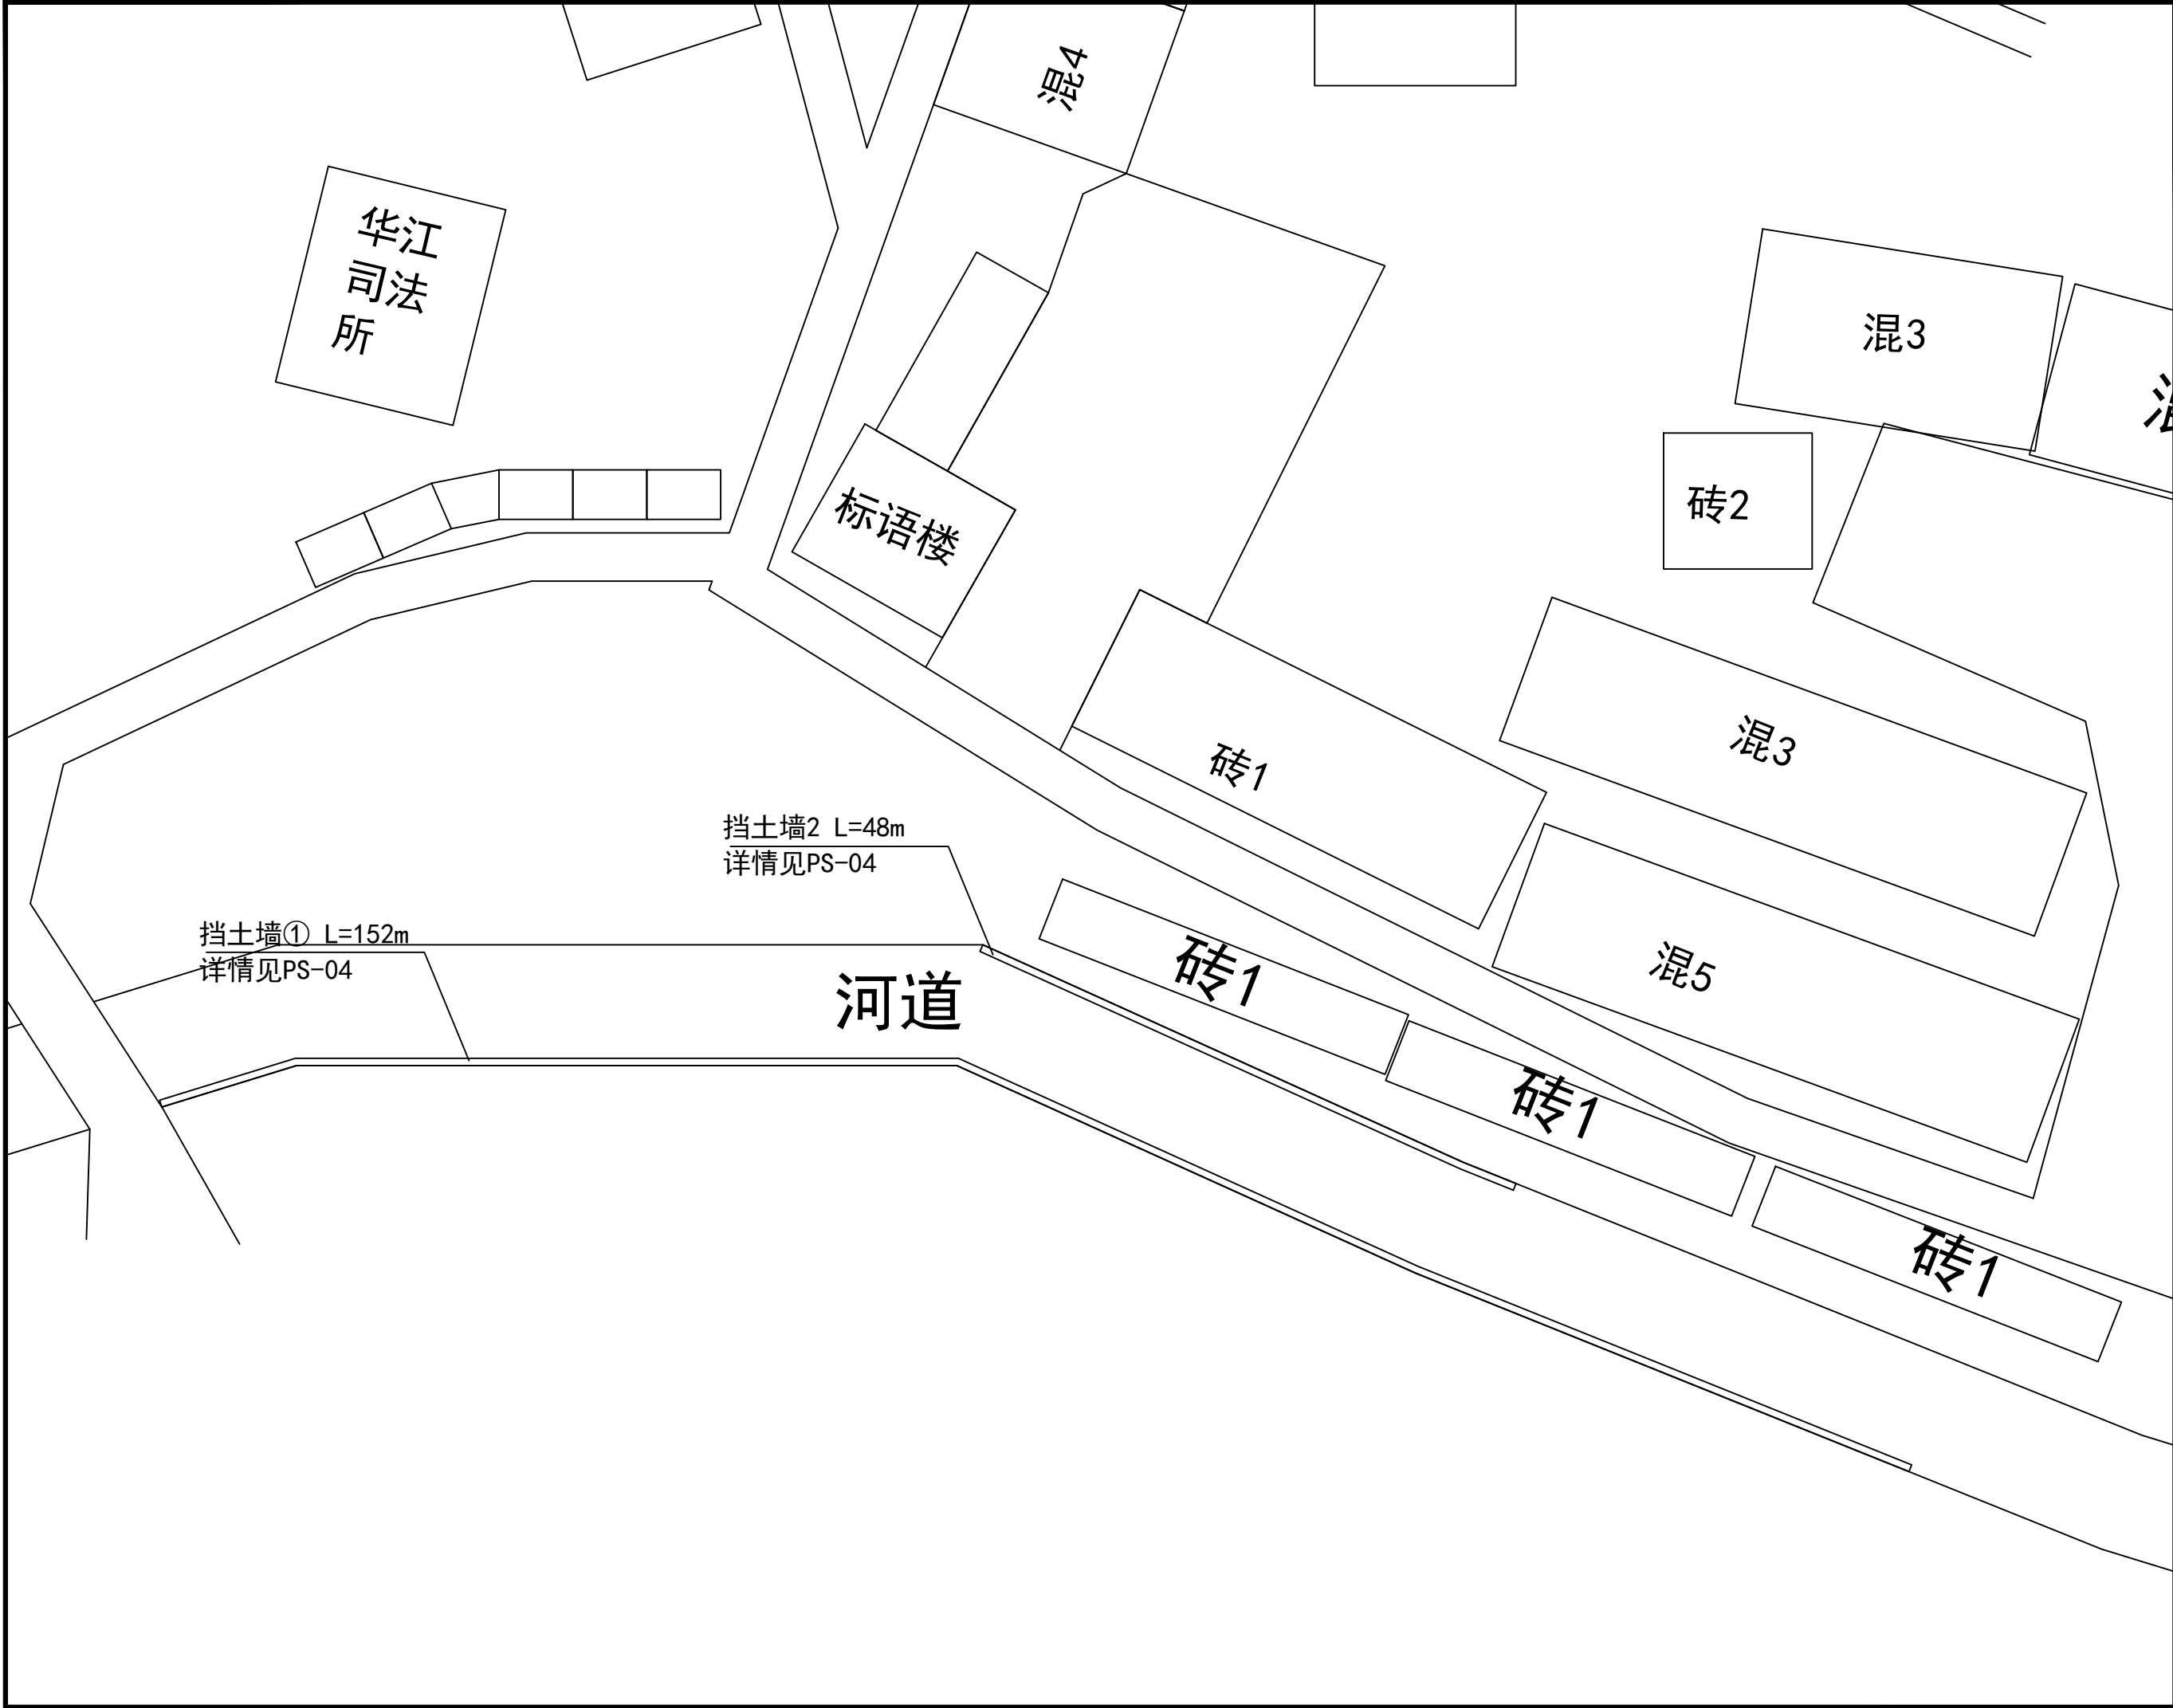 混4
华江
司法
所
混3
砖2
标语楼
混3
砖1
挡土墙2 L=48m
详情见PS-04
挡土墙① L=152m
详情见PS-04
河道
砖1
混5
砖1
砖1